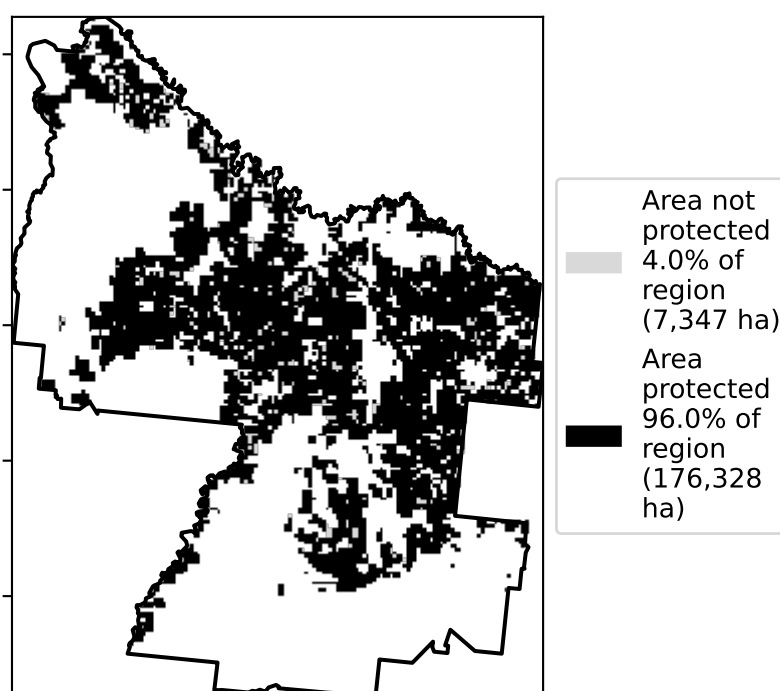 Area not
protected
4.0% of
region
(7,347 ha)
Area
protected
96.0% of
region
(176,328
ha)